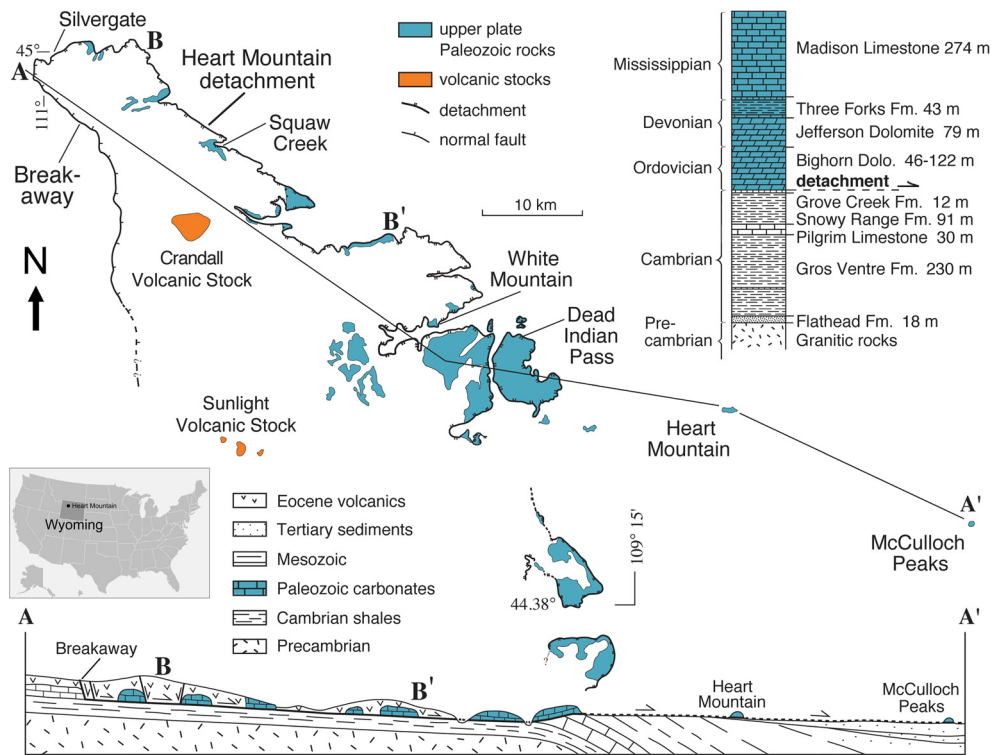 Silvergate
45°
A
B
111°
Heart Mountain
detachment
Squaw
Creek
Break-
away
N
Crandall
Volcanic Stock
B'
10 km
White
Mountain
Dead
Indian
Pass
Sunlight
Volcanic Stock
Heart
Mountain
A'
McCulloch
Peaks
upper plate
Paleozoic rocks
volcanic stocks
detachment
normal fault
Mississippian
Devonian
Ordovician
Cambrian
Pre-
cambrian
Madison Limestone 274 m
Three Forks Fm. 43 m
Jefferson Dolomite 79 m
Bighorn Dolo. 46-122 m
detachment
Grove Creek Fm. 12 m
Snowy Range Fm. 91 m
Pilgrim Limestone 30 m
Gros Ventre Fm. 230 m
Flathead Fm. 18 m
Granitic rocks
?
Heart Mountain
Wyoming
Eocene volcanics
Tertiary sediments
Mesozoic
Paleozoic carbonates
Cambrian shales
Precambrian
109° 15'
44.38°
?
A
A'
Breakaway
B
B'
Heart
Mountain
McCulloch
Peaks